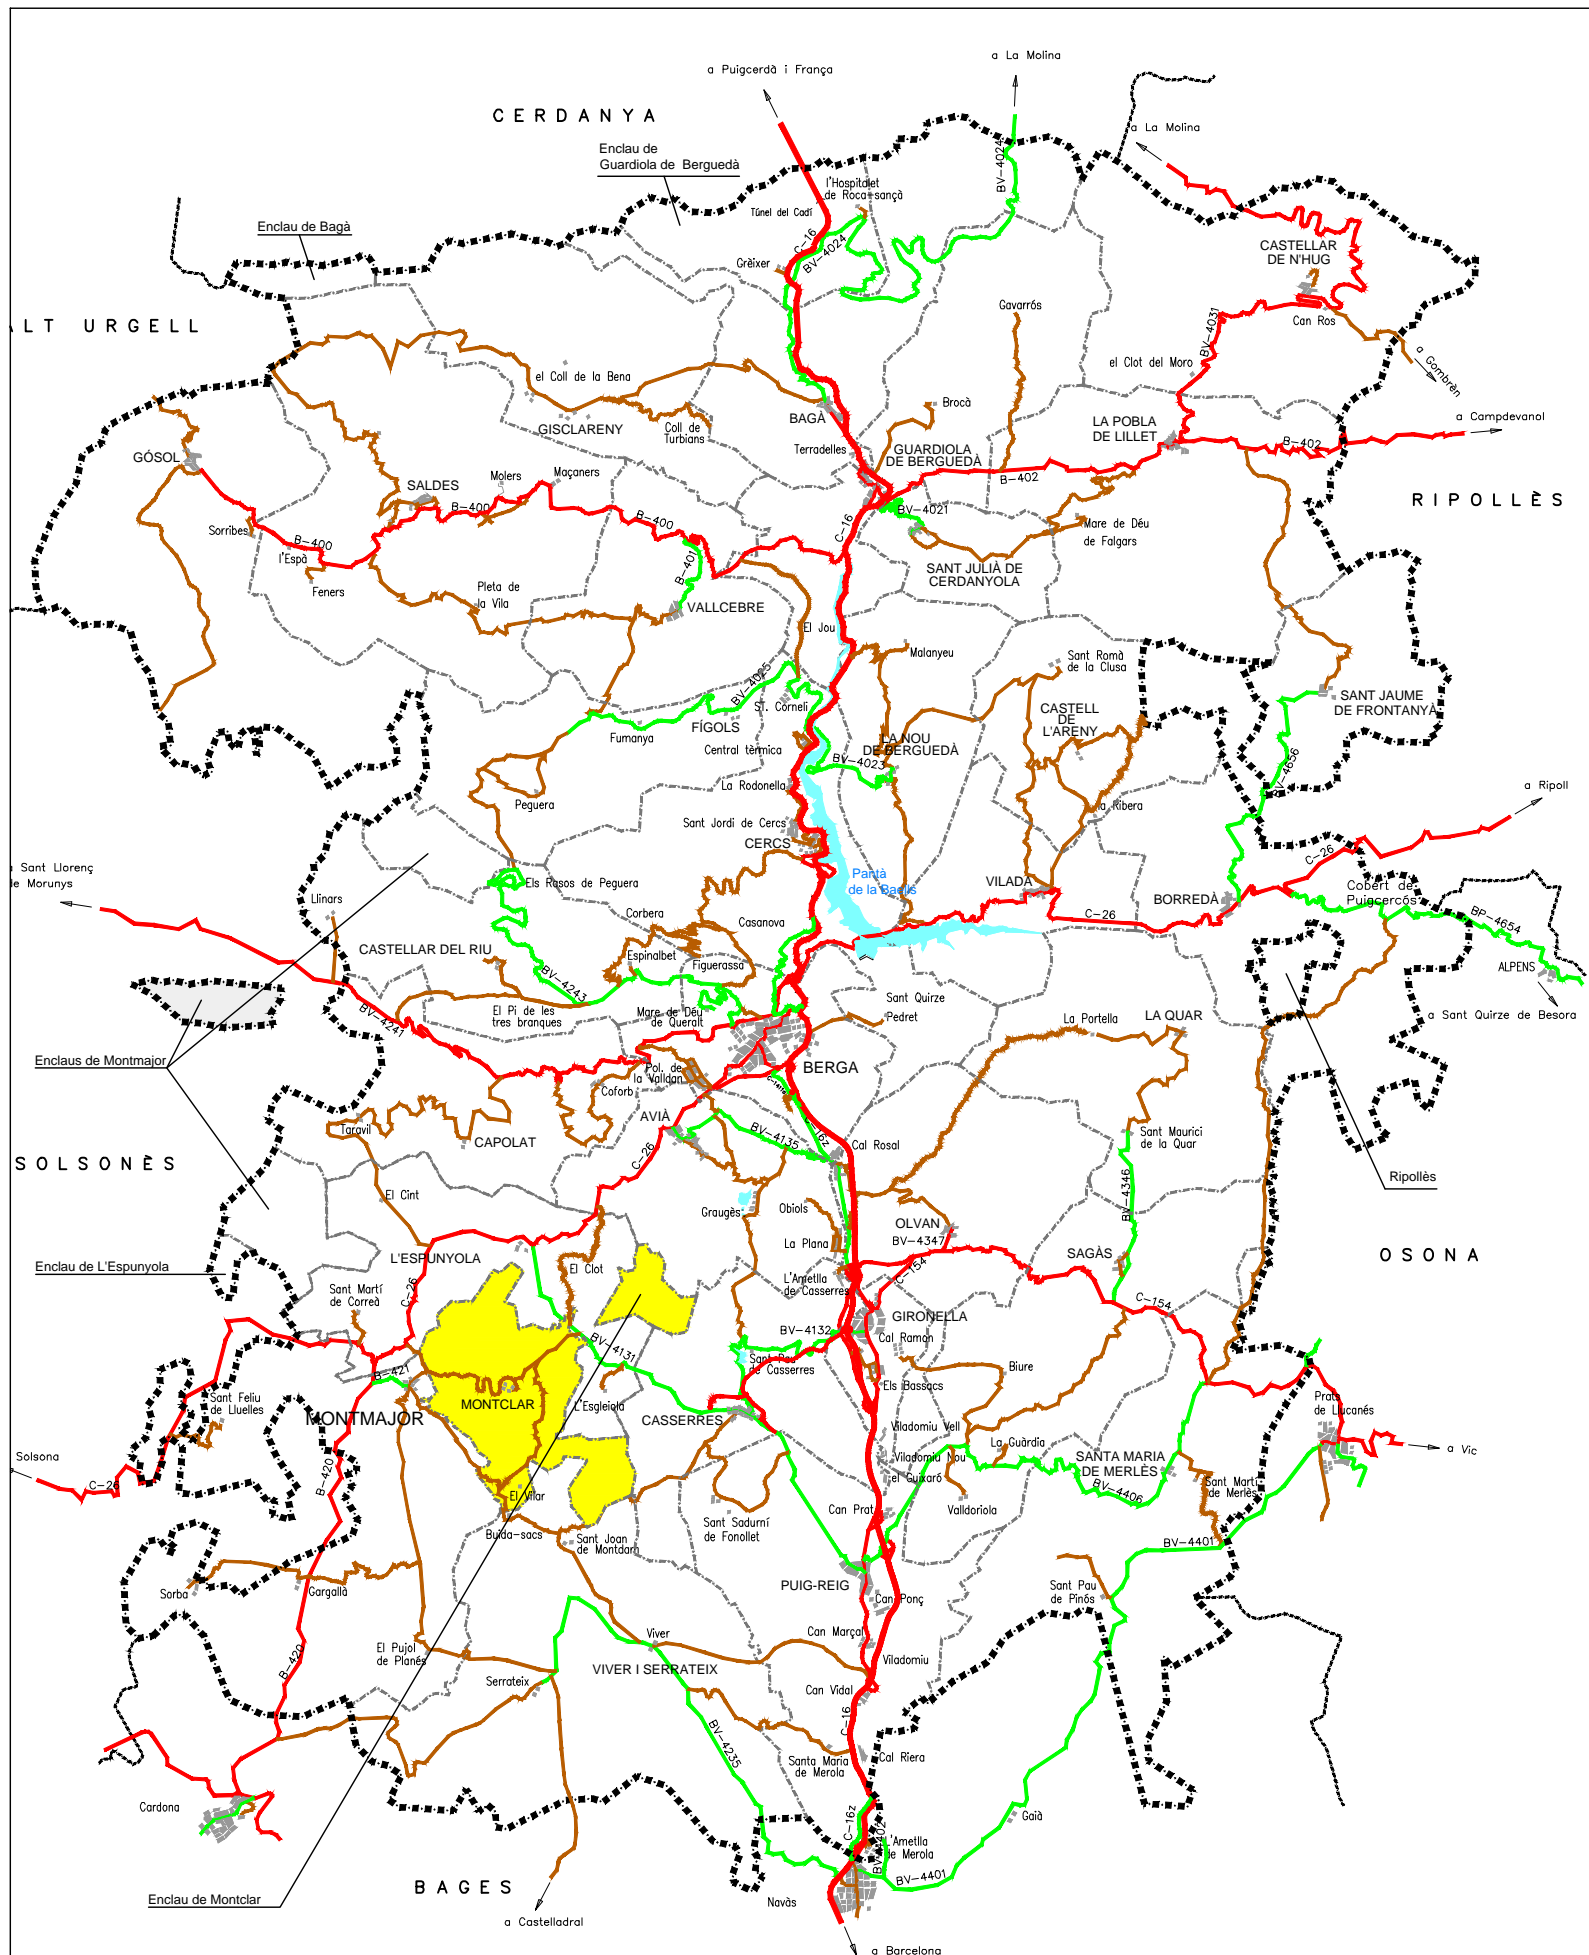 a La Molina
a Puigcerdà i França
CERDANYA
a La Molina
Enclau de
Guardiola de Berguedà
BV-4024
l'Hospitalet
de Roca-sançà
Túnel del Cadí
Enclau de Bagà
C-16
BV-4024
CASTELLAR
DE N'HUG
Grèixer
Gavarrós
ALT URGELL
BV-4031
Can Ros
el Clot del Moro
a Gombrèn
el Coll de la Bena
Brocà
BAGÀ
a Campdevanol
GISCLARENY
Coll de
Turbians
LA POBLA
DE LILLET
B-402
GÓSOL
Terradelles
GUARDIOLA
DE BERGUEDÀ
Molers
Maçaners
B-402
SALDES
RIPOLLÈS
B-400
B-400
BV-4021
C-16
Mare de Déu
de Falgars
Sorribes
B-400
l'Espà
B-401
SANT JULIÀ DE
CERDANYOLA
Feners
Pleta de
la Vila
VALLCEBRE
El Jou
Malanyeu
Sant Romà
de la Clusa
BV-4025
SANT JAUME
DE FRONTANYÀ
St. Corneli
CASTELL
DE
L'ARENY
FÍGOLS
Fumanya
Central tèrmica
LA NOU
DE BERGUEDÀ
BV-4023
BV-4656
La Rodonella
a Ripoll
Peguera
la Ribera
Sant Jordi de Cercs
CERCS
C-26
a Sant Llorenç
de Morunys
Pantà
de la Baells
Els Rasos de Peguera
VILADA
Cobert de
Puigcercós
BORREDÀ
Llinars
Corbera
Casanova
C-26
BP-4654
CASTELLAR DEL RIU
Espinalbet
Figuerassa
ALPENS
BV-4243
Sant Quirze
Pedret
El Pi de les
tres branques
Mare de Déu
de Queralt
La Portella
LA QUAR
a Sant Quirze de Besora
BV-4241
Enclaus de Montmajor
Pol. de
la Valldan
BERGA
Coforb
AVIÀ
Taravil
CAPOLAT
BV-4135
C-16z
Cal Rosal
Sant Maurici
de la Quar
C-26
SOLSONÈS
BV-4346
Ripollès
El Cint
Graugès
Obiols
OLVAN
BV-4347
La Plana
L'ESPUNYOLA
SAGÀS
OSONA
Enclau de L'Espunyola
El Clot
C-154
L'Ametlla
de Casserres
Sant Martí
de Correà
C-26
C-154
GIRONELLA
BV-4132
Cal Ramon
BV-4131
Sant Pau
de Casserres
Biure
B-421
Els Bassacs
Sant Feliu
de Lluelles
MONTCLAR
L'Esgleiola
Prats
de Lluçanés
MONTMAJOR
CASSERRES
Viladomiu Vell
La Guàrdia
a Vic
Solsona
Viladomiu Nou
SANTA MARIA
DE MERLÈS
el Guixaró
C-26
B-420
BV-4406
Sant Martí
de Merlès
El Vilar
Can Prat
Valldoriola
Sant Sadurní
de Fonollet
Buida-sacs
Sant Joan
de Montdarn
BV-4401
PUIG-REIG
Sorba
Gargallà
Can Ponç
Sant Pau
de Pinós
Can Marçal
El Pujol
de Planés
Viver
B-420
Viladomiu
VIVER I SERRATEIX
Serrateix
Can Vidal
C-16
BV-4235
Santa Maria
de Merola
Cal Riera
Cardona
Gaià
C-16z
BV-4402
L'Ametlla
de Merola
BV-4401
BAGES
Enclau de Montclar
Navàs
a Castelladral
a Barcelona